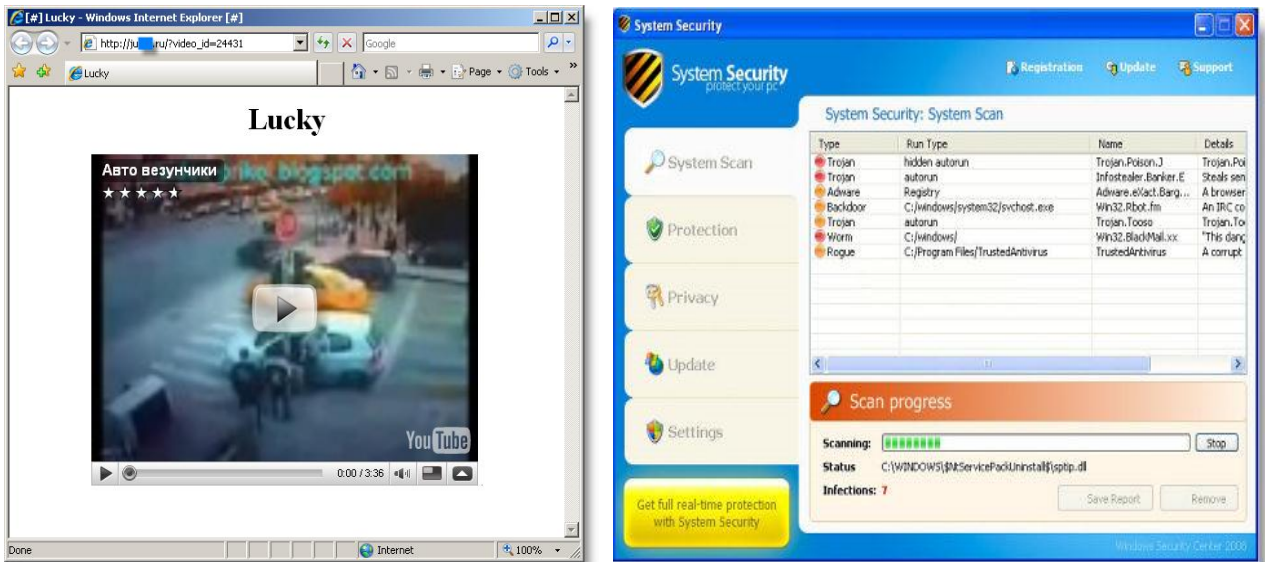 [#] Lucky - Windows Internet Explorer [#]
.ru/?video_id=24431
Google
Lucky
Page
Tools
Lucky
Авто везунчики
blogspot.com
YouTube
0:00 / 3:36
Done
Internet
100%
System Security
System Security
protect your pc
Registration Update Support
System Security: System Scan
System Scan
Protection
Privacy
Update
Settings
Get full real-time protection
with System Security
Type Run Type Name Details
Trojan hidden autorun Trojan.Poison.J Trojan.Poi
Trojan autorun Infostealer.Banker.E Steals sen
Adware Registry Adware.eXact.Barg... A browser
Backdoor C:/windows/system32/svchost.exe Win32.Rbot.fm An IRC co
Trojan autorun Trojan.Tooso Trojan.To
Worm C:/windows/ Win32.BlackMail.xx "This dang
Rogue C:/Program Files/TrustedAntivirus TrustedAntivirus A corrupt
Scan progress
Scanning: Stop
Status C:\WINDOWS\$NtServicePackUninstall$\sptip.dll
Infections: 7
Save Report Remove
Windows Security Center 2008